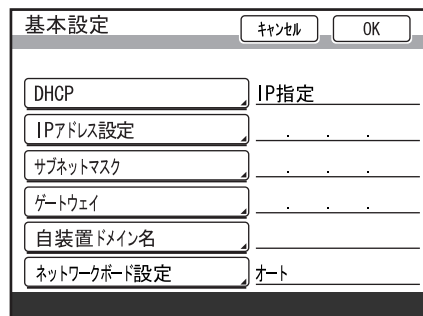 基本設定 ｷｬﾝｾﾙ OK
DHCP IP指定
IPｱﾄﾞﾚｽ設定 . . .
ｻﾌﾞﾈｯﾄﾏｽｸ . . .
ｹﾞｰﾄｳｪｲ . . .
自装置ﾄﾞﾒｲﾝ名
ﾈｯﾄﾜｰｸﾎﾞｰﾄﾞ設定 ｵｰﾄ